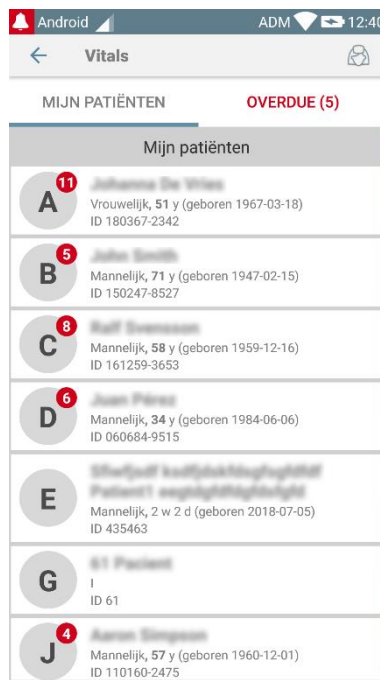 Android ADM 12:40
Vitals
MIJN PATIËNTEN OVERDUE (5)
Mijn patiënten
A 11
Vrouwelijk, 51 y (geboren 1967-03-18)
ID 180367-2342
B 5
Mannelijk, 71 y (geboren 1947-02-15)
ID 150247-8527
C 8
Mannelijk, 58 y (geboren 1959-12-16)
ID 161259-3653
D 6
Mannelijk, 34 y (geboren 1984-06-06)
ID 060684-9515
E
Mannelijk, 2 w 2 d (geboren 2018-07-05)
ID 435463
G
I
ID 61
J 4
Mannelijk, 57 y (geboren 1960-12-01)
ID 110160-2475